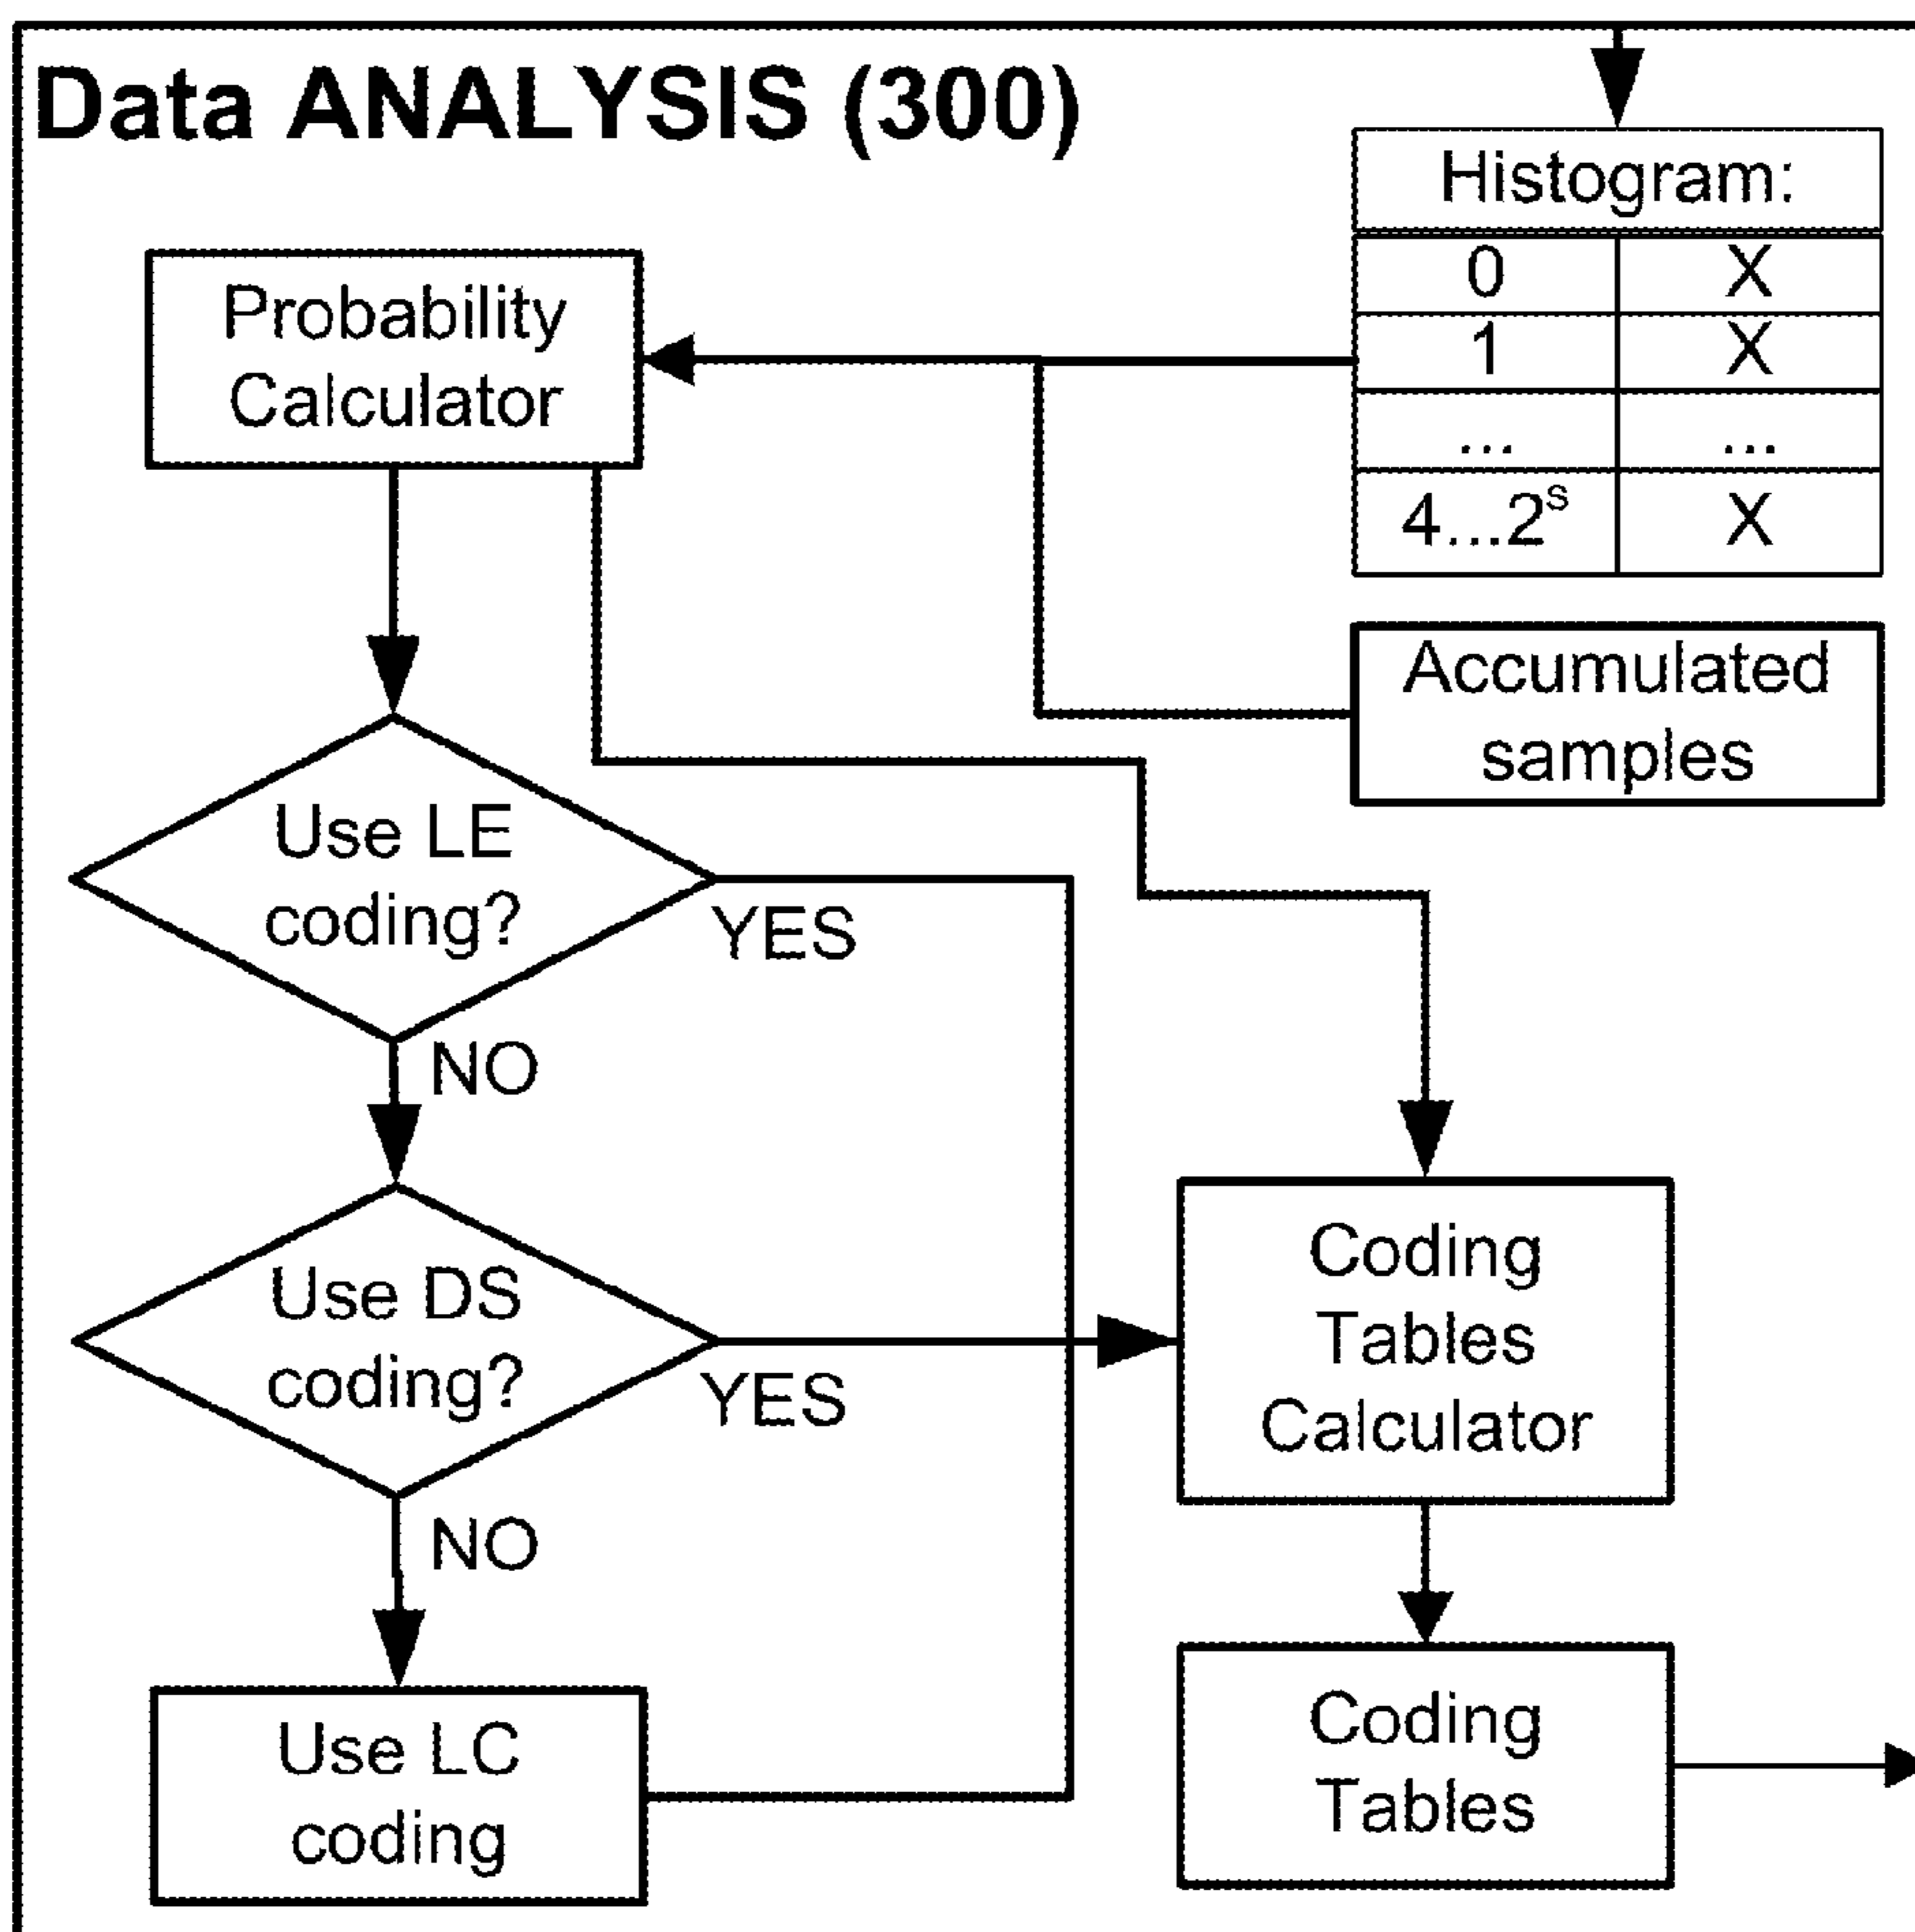 Data ANALYSIS (300)
Histogram:
0 X
1 X
... ...
4...2ˢ X
Probability
Calculator
Accumulated
samples
Use LE
coding?
YES
NO
Use DS
coding?
YES
NO
Coding
Tables
Calculator
Use LC
coding
Coding
Tables